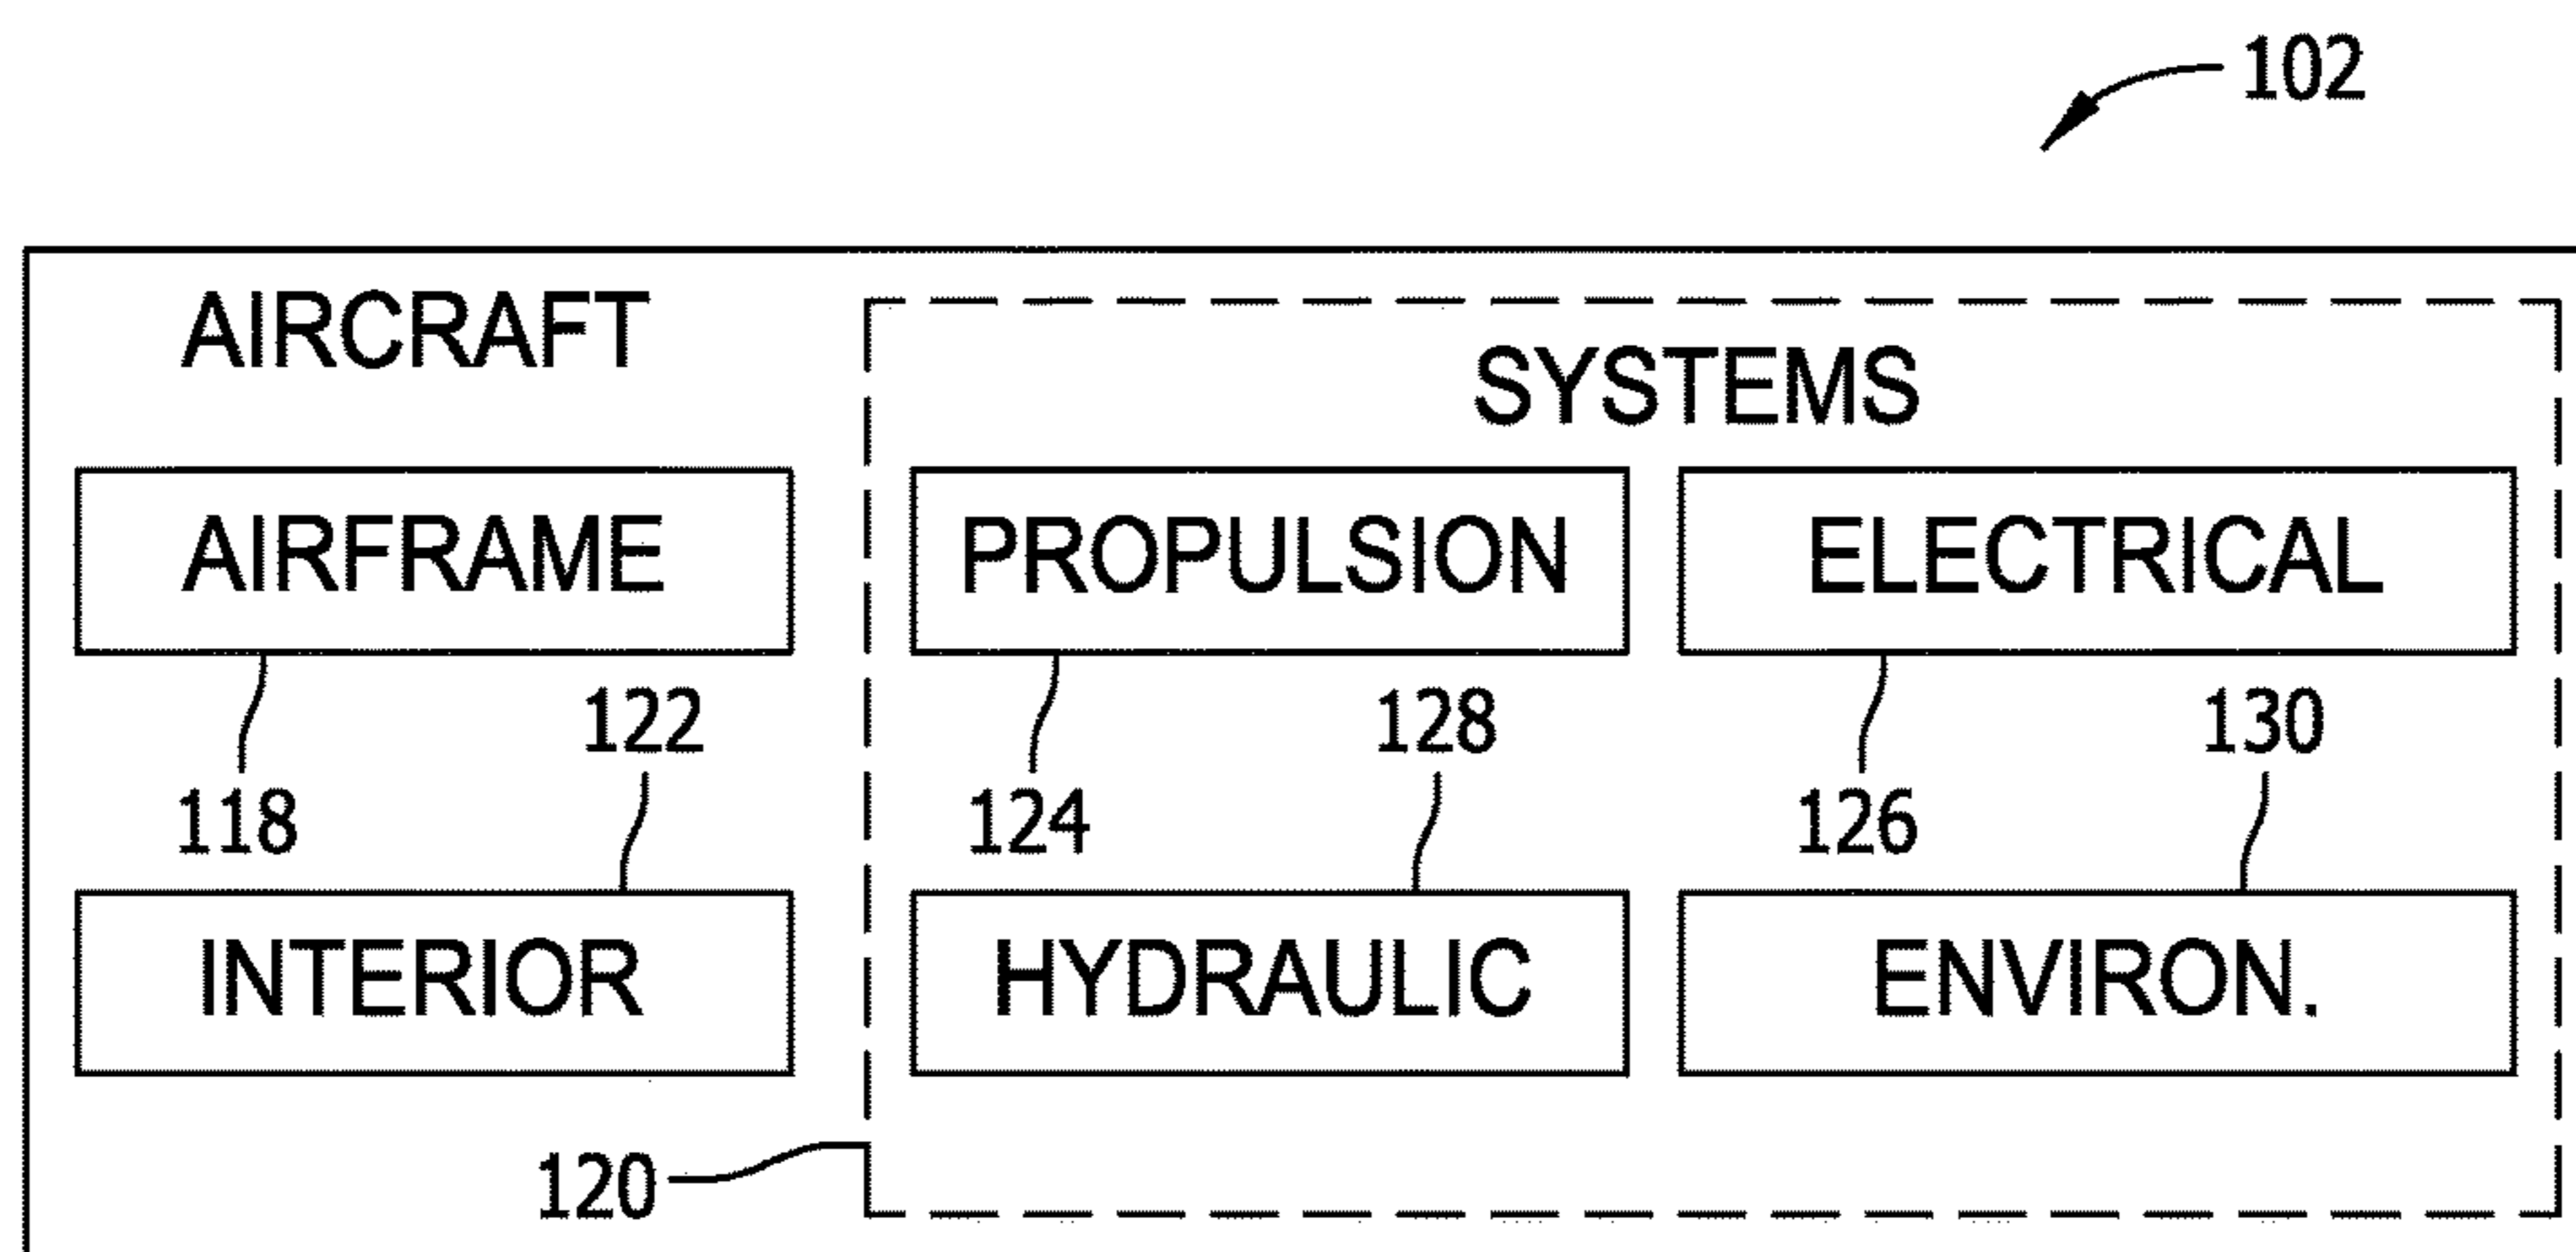 102
AIRCRAFT
SYSTEMS
AIRFRAME
PROPULSION
ELECTRICAL
118
122
124
128
126
130
INTERIOR
HYDRAULIC
ENVIRON.
120